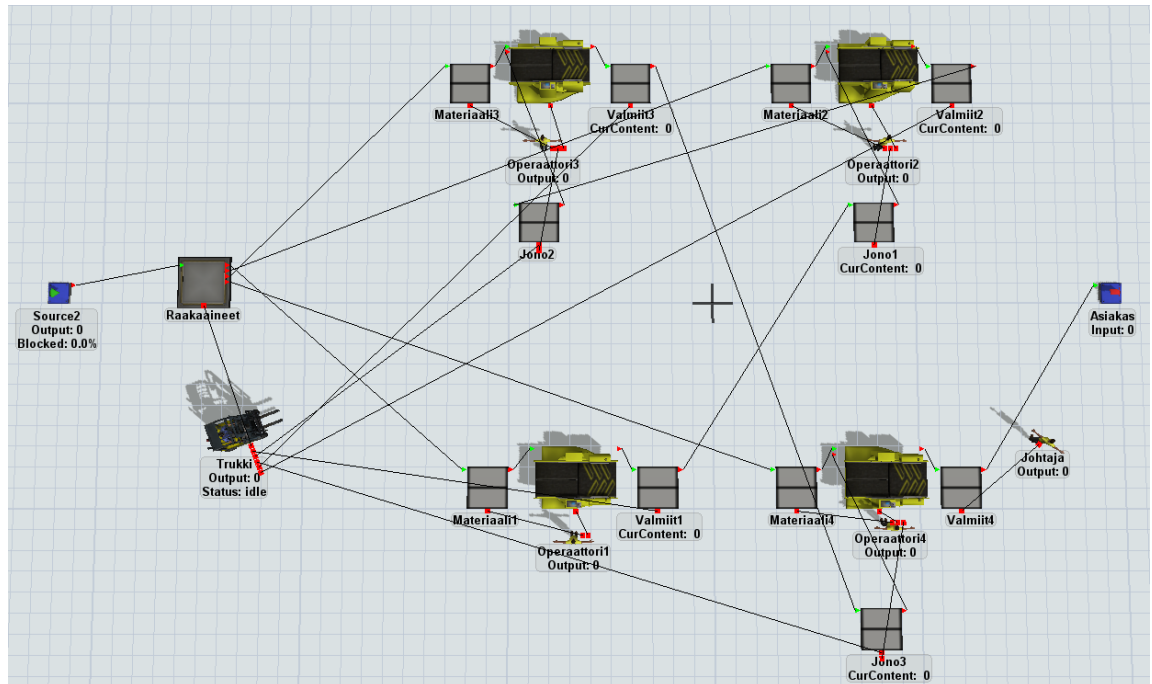 Materiaali3
Valmiit3
CurContent: 0
Materiaali2
Valmiit2
CurContent: 0
Operaattori3
Output: 0
Operaattori2
Output: 0
Jono2
Jono1
CurContent: 0
Source2
Output: 0
Blocked: 0.0%
Raakaaineet
Asiakas
Input: 0
Trukki
Output: 0
Status: idle
Johtaja
Output: 0
Materiaali1
Valmiit1
CurContent: 0
Materiaali4
Valmiit4
Operaattori1
Output: 0
Operaattori4
Output: 0
Jono3
CurContent: 0